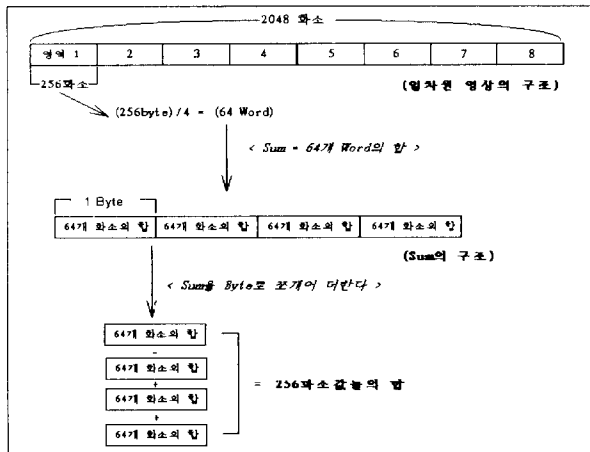 2048 화소
영역 1 2 3 4 5 6 7 8
256화소
(일차원 영상의 구조)
(256byte)/4 = (64 Word)
< Sum = 64개 Word의 합 >
1 Byte
64개 화소의 합 64개 화소의 합 64개 화소의 합 64개 화소의 합
(Sum의 구조)
< Sum을 Byte로 쪼개어 더한다 >
64개 화소의 합
-
64개 화소의 합
+
64개 화소의 합
+
64개 화소의 합
= 256화소값들의 합